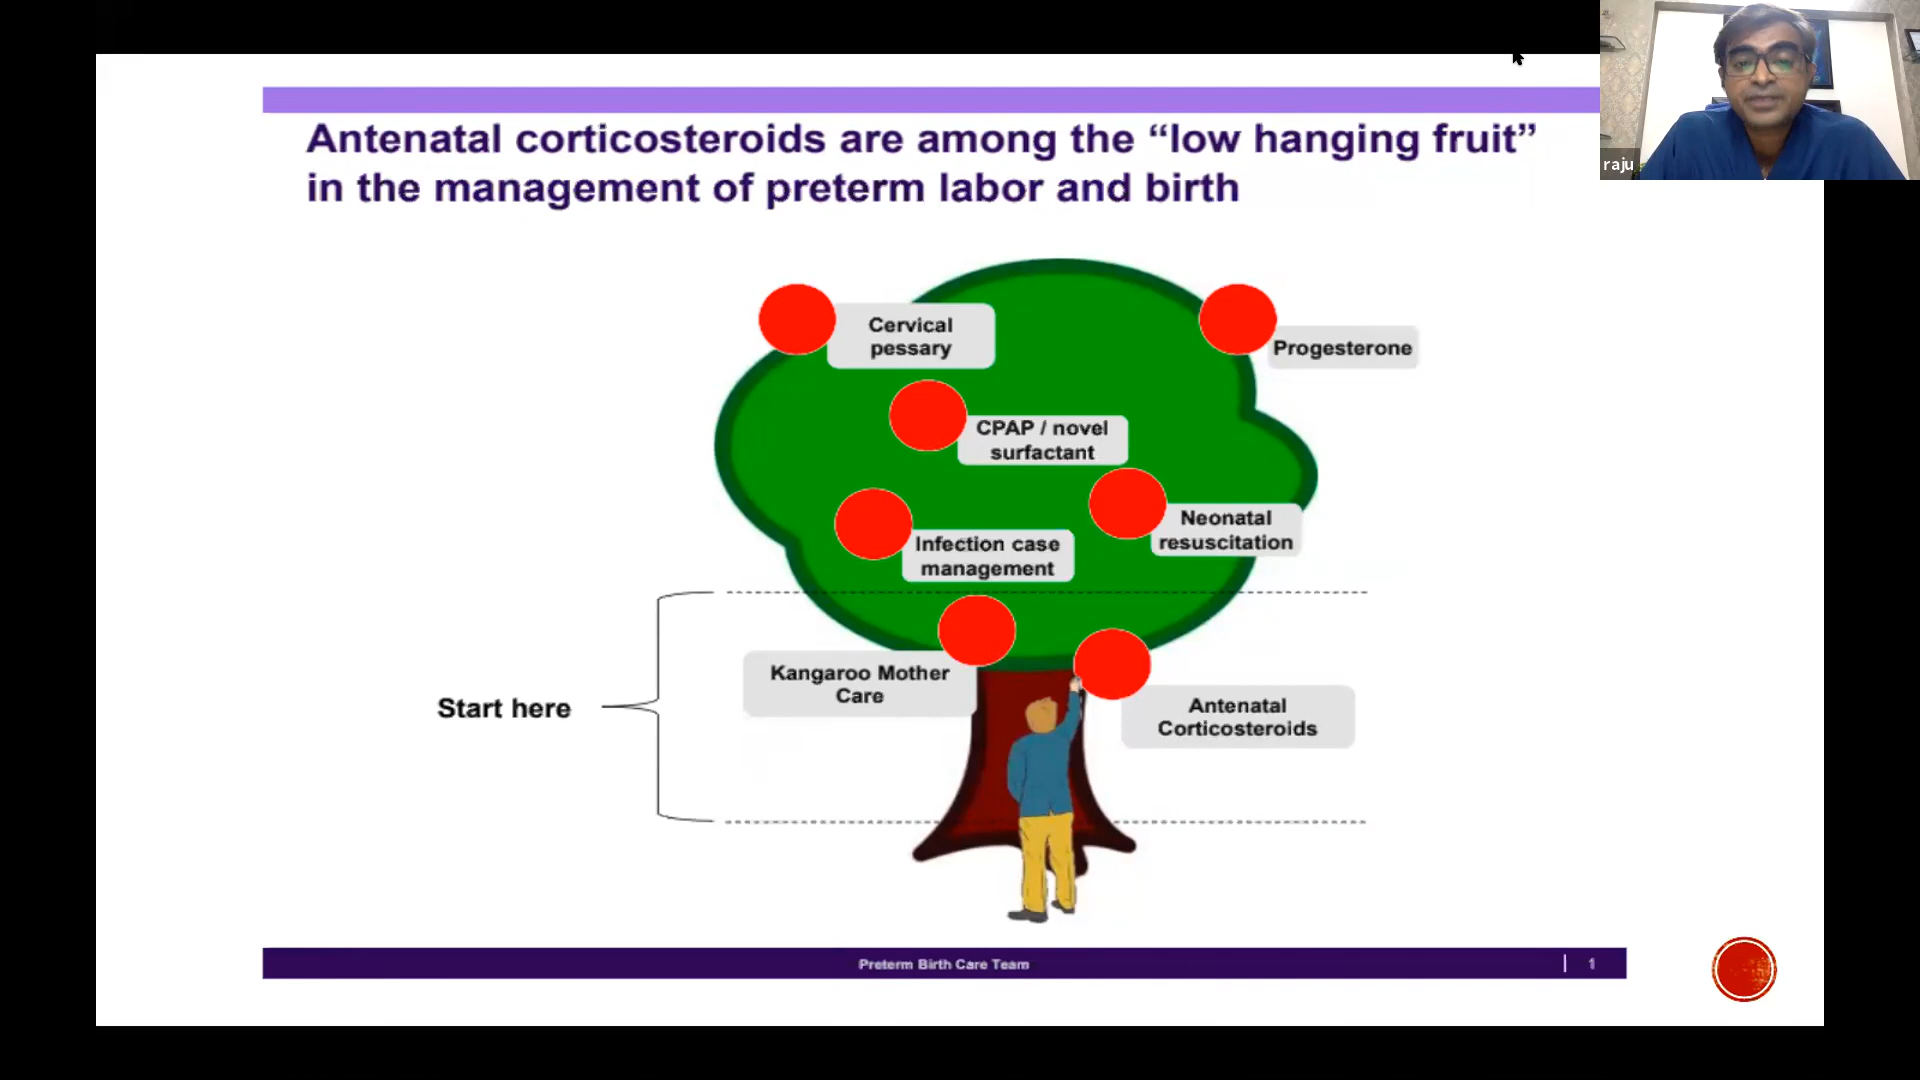 Antenatal corticosteroids are among the “low hanging fruit”
in the management of preterm labor and birth
raju
Cervical
pessary
Progesterone
CPAP / novel
surfactant
Neonatal
resuscitation
Infection case
management
Kangaroo Mother
Care
Start here
Antenatal
Corticosteroids
Preterm Birth Care Team
1